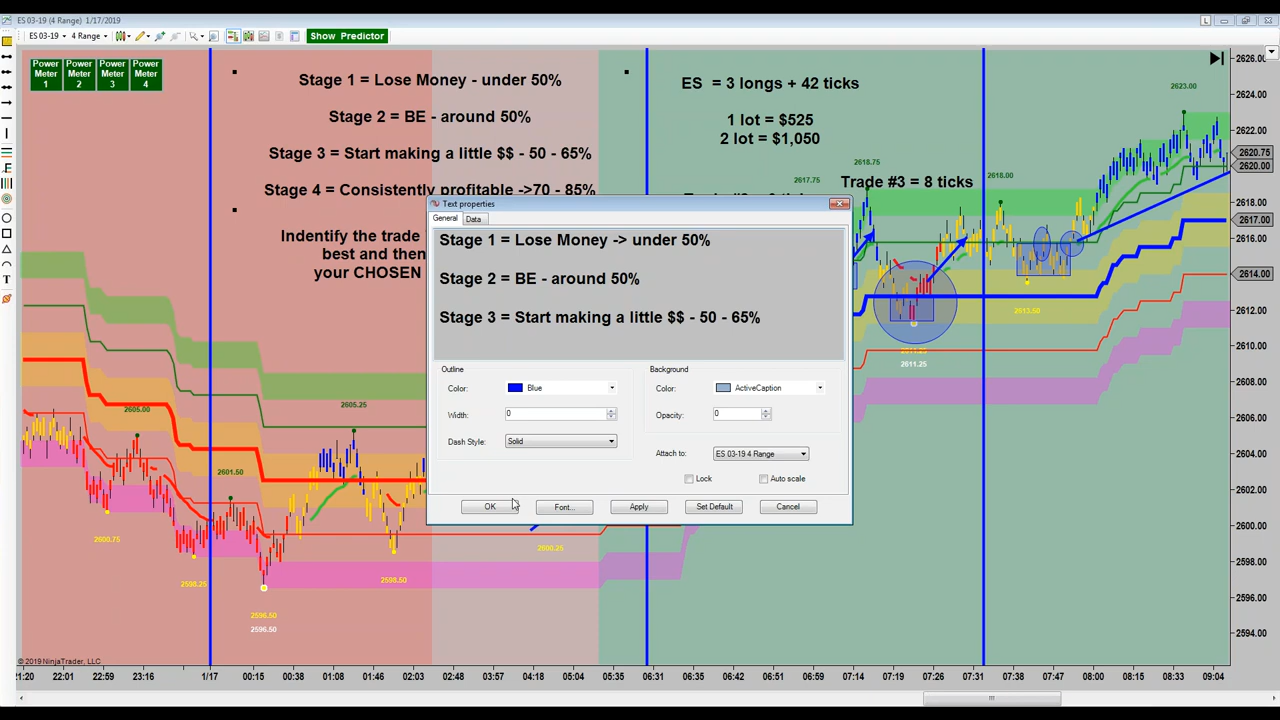 ES 03-19 (4 Range) 1/17/2019
L
ES 03-19
4 Range
Show Predictor
F
Power Meter 1
Power Meter 2
Power Meter 3
Power Meter 4
Stage 1 = Lose Money - under 50%
Stage 2 = BE - around 50%
Stage 3 = Start making a little $$ - 50 - 65%
Stage 4 = Consistently profitable ->70 - 85%
Indentify the trade
best and then
your CHOSEN
ES = 3 longs + 42 ticks
1 lot = $525
2 lot = $1,050
Trade #3 = 8 ticks
2623.00
2618.75
2617.75
2618.00
2613.50
2611.25
2605.00
2605.25
2601.50
2600.75
2598.25
2598.50
2600.25
2596.50
2596.50
Text properties
General
Data
Stage 1 = Lose Money -> under 50%
Stage 2 = BE - around 50%
Stage 3 = Start making a little $$ - 50 - 65%
Outline
Color:
Blue
Width:
0
Dash Style:
Solid
Background
Color:
ActiveCaption
Opacity:
0
Attach to:
ES 03-19 4 Range
Lock
Auto scale
OK
Font...
Apply
Set Default
Cancel
2626.00
2624.00
2622.00
2620.75
2620.00
2618.00
2617.00
2616.00
2614.00
2612.00
2610.00
2608.00
2606.00
2604.00
2602.00
2600.00
2598.00
2596.00
2594.00
© 2019 NinjaTrader, LLC
21:20 22:01 22:59 23:16 1/17 00:15 00:38 01:08 01:46 02:03 02:48 04:18 05:06 06:31 06:35 06:42 06:54 07:05 07:14 07:19 07:26 07:38 07:47 08:00 08:18 08:33 09:04